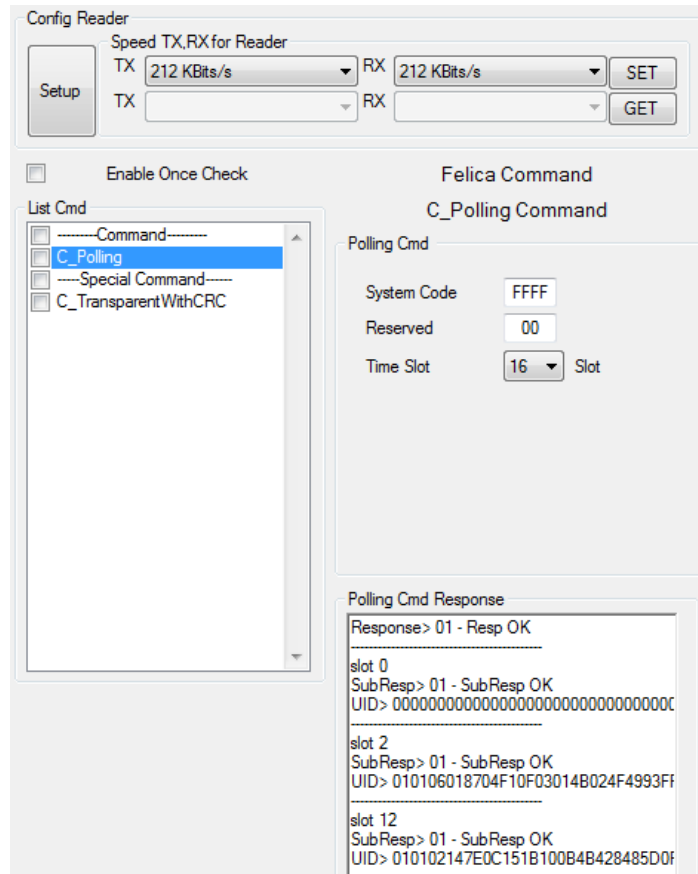 Config Reader
Speed TX,RX for Reader
Setup
TX 212 KBits/s RX 212 KBits/s SET
TX RX GET
Enable Once Check
Felica Command
C_Polling Command
List Cmd
---------Command---------
C_Polling
-----Special Command------
C_TransparentWithCRC
Polling Cmd
System Code FFFF
Reserved 00
Time Slot 16 Slot
Polling Cmd Response
Response> 01 - Resp OK
-------------------------------------------
slot 0
SubResp> 01 - SubResp OK
UID> 00000000000000000000000000000000
-------------------------------------------
slot 2
SubResp> 01 - SubResp OK
UID> 010106018704F10F03014B024F4993FF
-------------------------------------------
slot 12
SubResp> 01 - SubResp OK
UID> 010102147E0C151B100B4B428485D0F